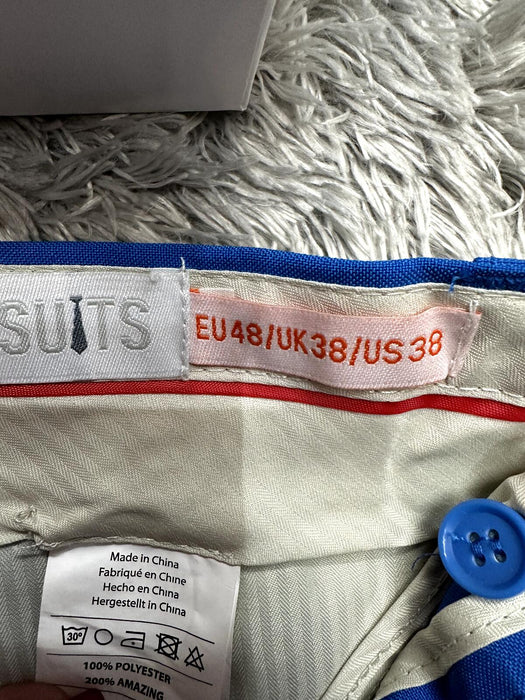 SUITS
EU48/UK38/US38
Made in China
Fabriqué en Chine
Hecho en China
Hergestellt in China
30°
100% POLYESTER
200% AMAZING